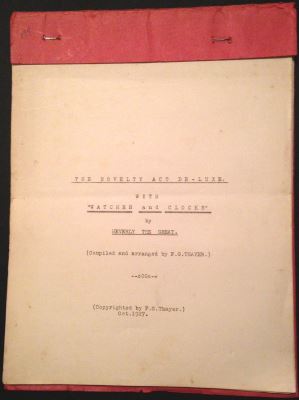 THE NOVELTY ACT DE-LUXE.
WITH
"WATCHES and CLOCKS"
by
THE GREAT.
(Compiled and arranged by F.G.THAYER.)
--oOo--
(Copyrighted by F.G.Thayer.)
Oct.1927.